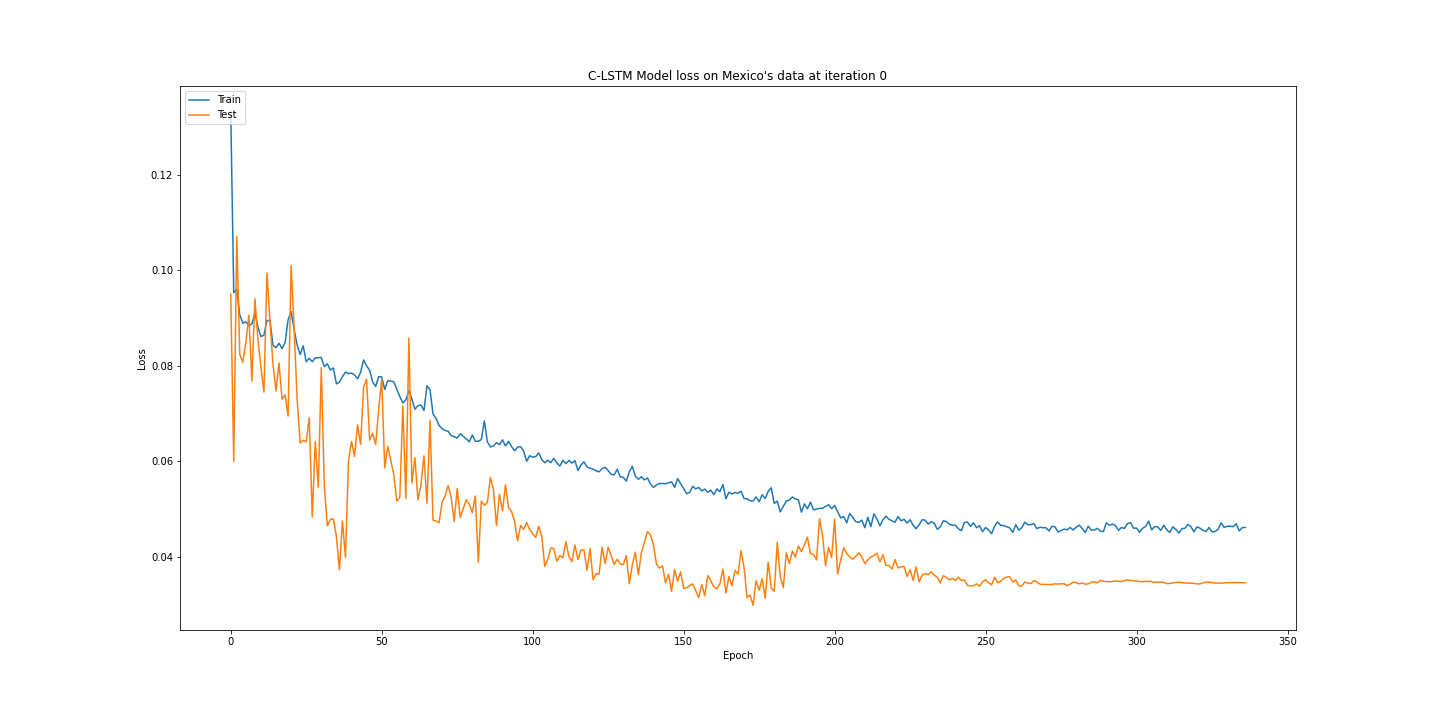 C-LSTM Model loss on Mexico's data at iteration 0
Train
Test
0.12
0.10
0.08
0.06
0.04
Loss
0 50 100 150 200 250 300 350
Epoch